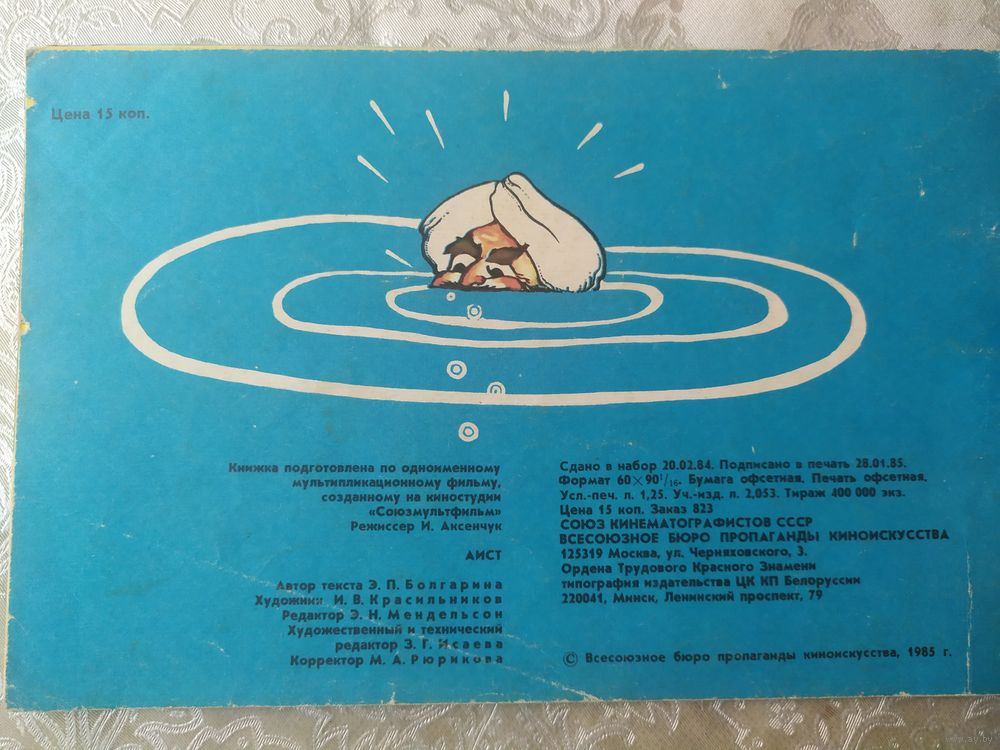 Цена 15 коп.
Книжка подготовлена по одноименному
мультипликационному фильму,
созданному на киностудии
«Союзмультфильм»
Режиссер И. Аксенчук
АИСТ
Автор текста Э. П. Болгарина
Художник И. В. Красильников
Редактор Э. Н. Мендельсон
Художественный и технический
редактор З. Г. Исаева
Корректор М. А. Рюрикова
Сдано в набор 20.02.84. Подписано в печать 28.01.85.
Формат 60×90¹/₁₆. Бумага офсетная. Печать офсетная.
Усл.-печ. л. 1,25. Уч.-изд. л. 2,053. Тираж 400 000 экз.
Цена 15 коп. Заказ 823
СОЮЗ КИНЕМАТОГРАФИСТОВ СССР
ВСЕСОЮЗНОЕ БЮРО ПРОПАГАНДЫ КИНОИСКУССТВА
125319 Москва, ул. Черняховского, 3.
Ордена Трудового Красного Знамени
типография издательства ЦК КП Белоруссии
220041, Минск, Ленинский проспект, 79
© Всесоюзное бюро пропаганды киноискусства, 1985 г.
www.ay.by